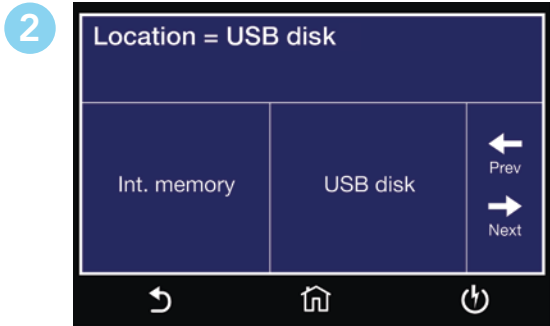 2
Location = USB disk
Int. memory
USB disk
Prev
Next